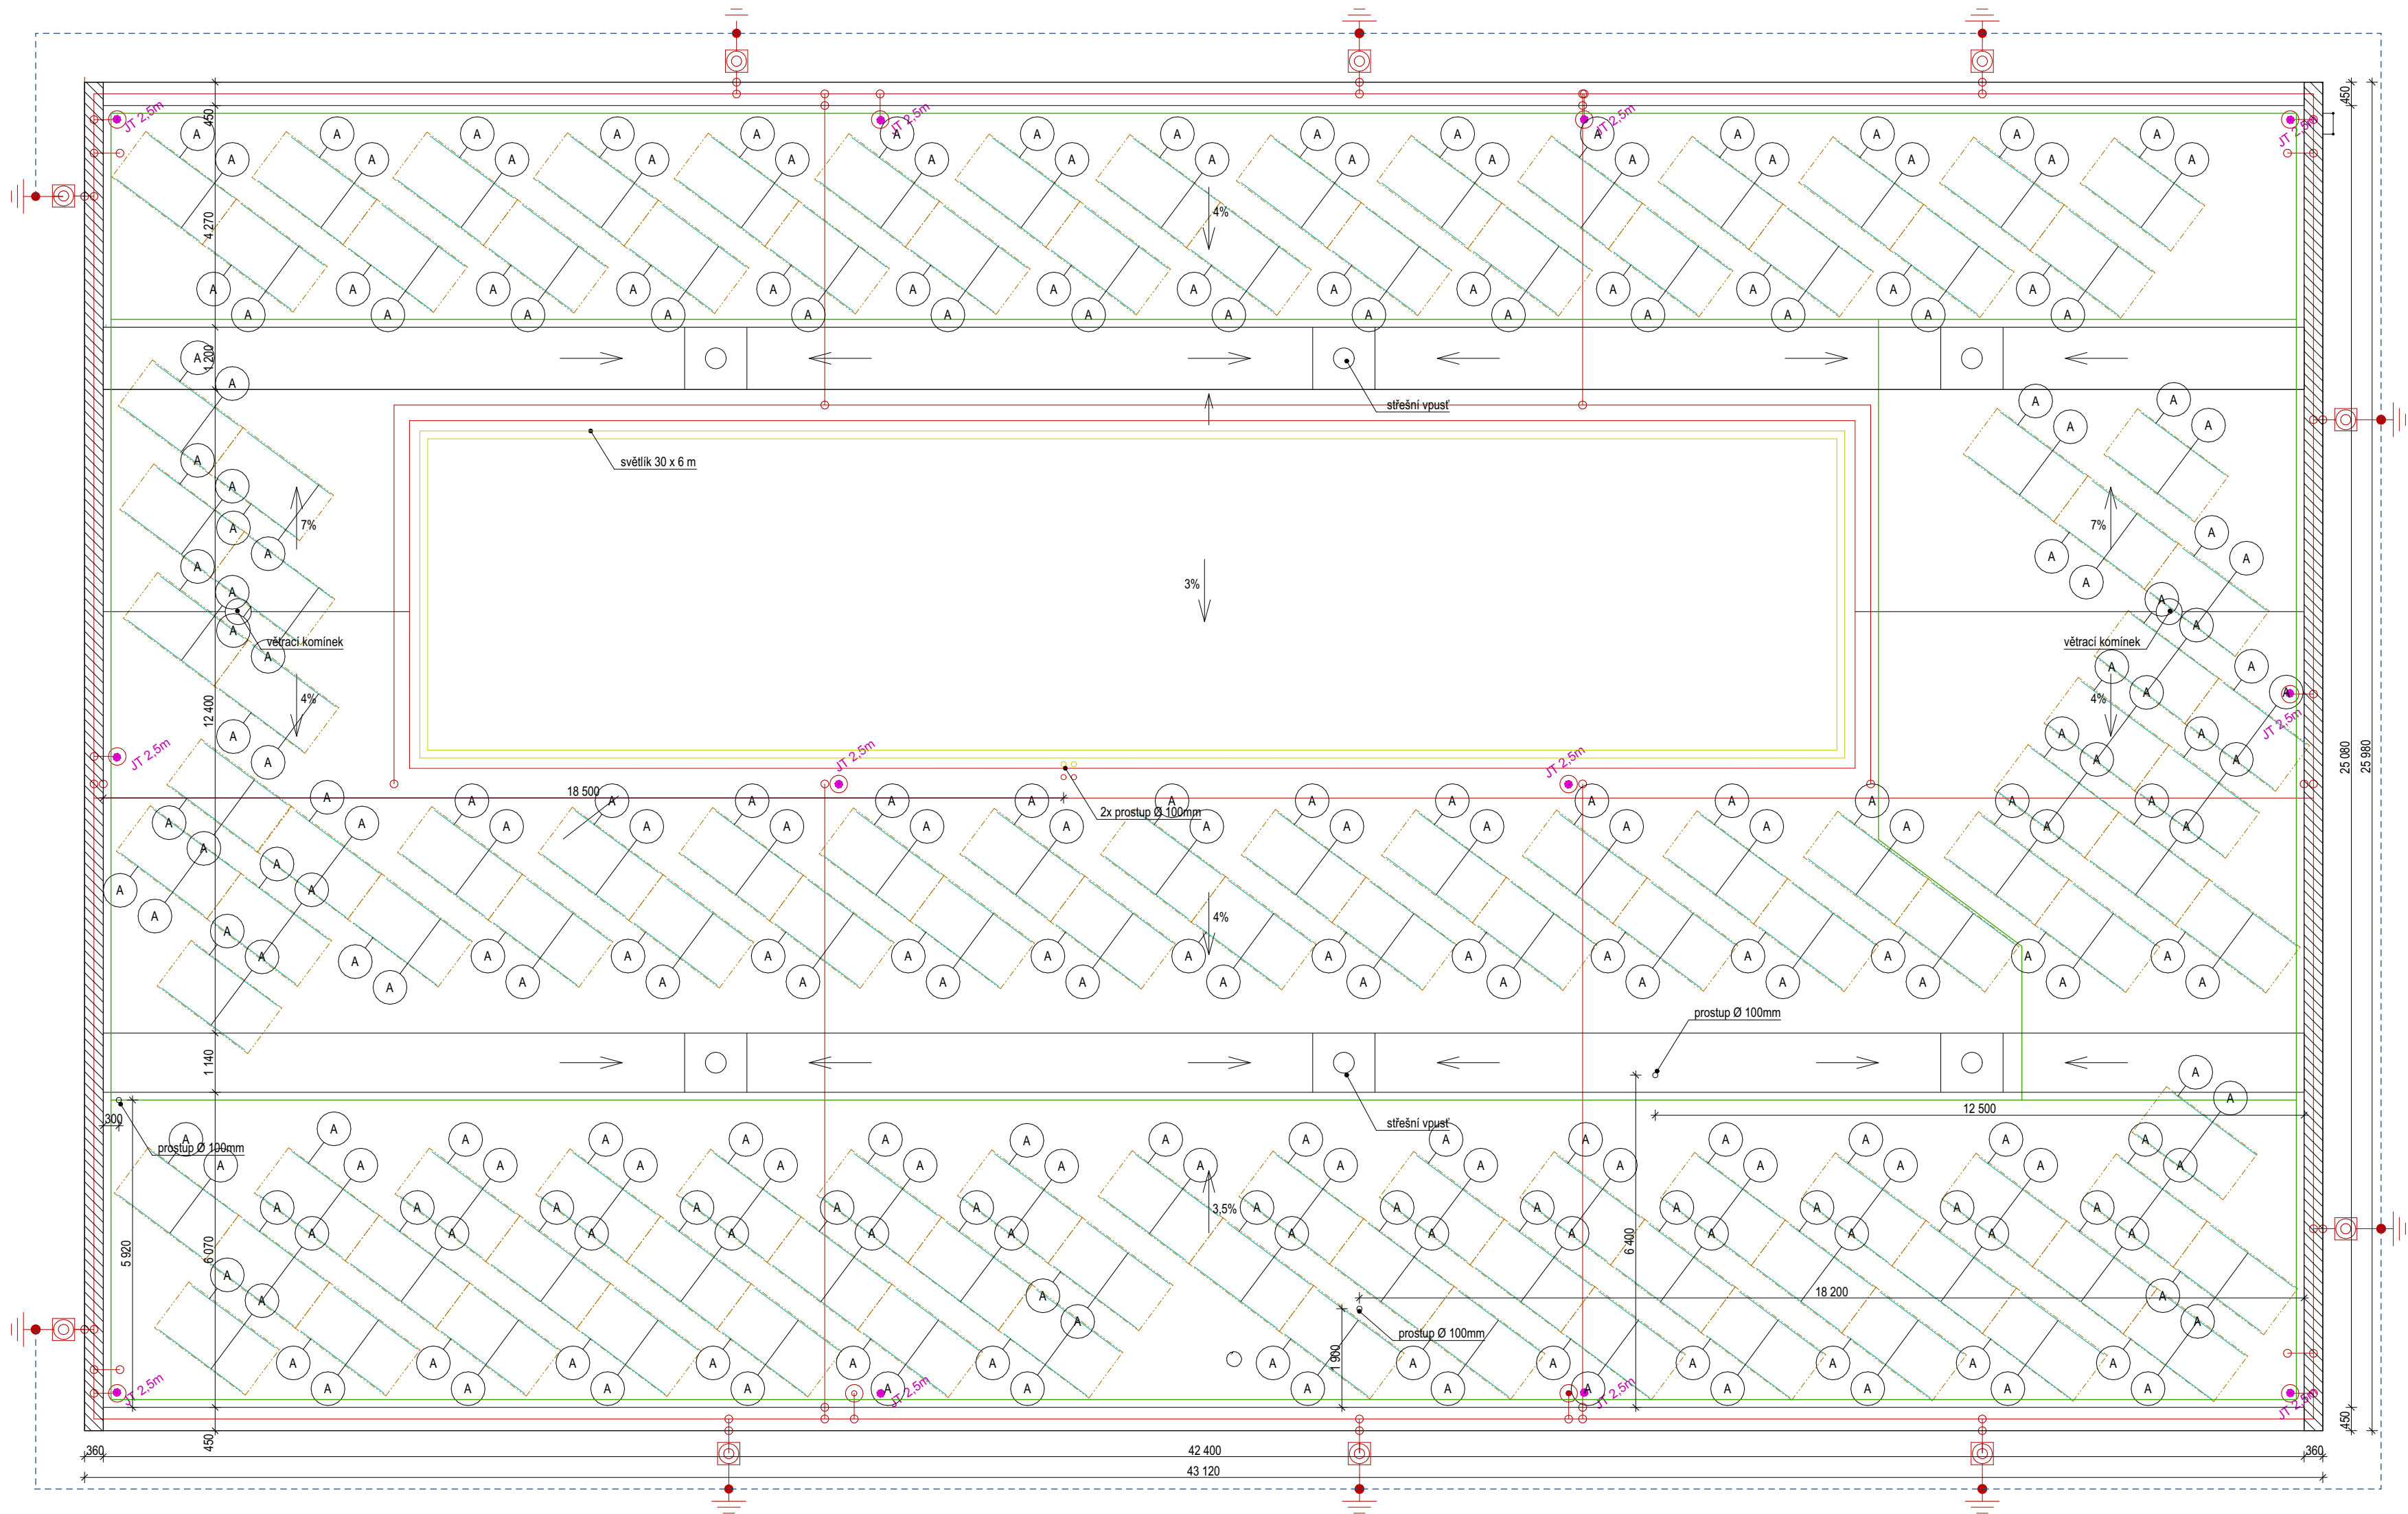 JT 2,5m
JT 2,5m
JT 2,5m
JT 2,5m
450
450
4 270
4%
1 200
střešní vpusť
světlík 30 x 6 m
7%
7%
3%
větrací komínek
větrací komínek
4%
4%
12 400
JT 2,5m
JT 2,5m
JT 2,5m
JT 2,5m
25 080
25 980
18 500
2x prostup Ø 100mm
4%
prostup Ø 100mm
1 140
300
12 500
střešní vpusť
prostup Ø 100mm
5 920
6 070
3,5%
6 400
18 200
1 900
prostup Ø 100mm
JT 2,5m
JT 2,5m
JT 2,5m
JT 2,5m
450
450
360
42 400
360
43 120
A